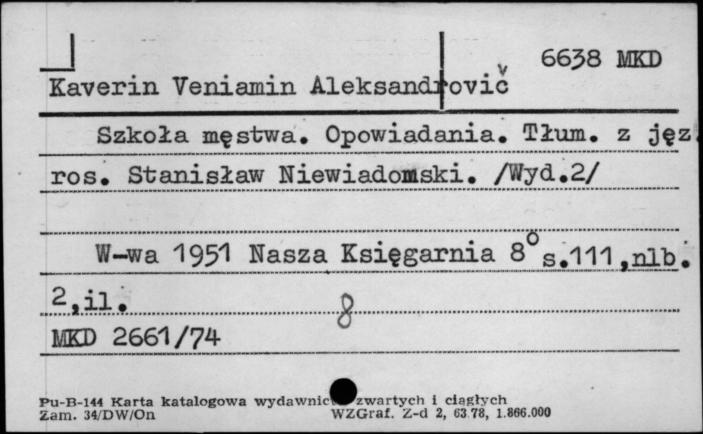 6638 MKD
Kaverin Veniamin Aleksandrovič
Szkoła męstwa. Opowiadania. Tłum. z jęz.
ros. Stanisław Niewiadomski. /Wyd.2/
W-wa 1951 Nasza Księgarnia 8° s.111,nlb.
2,il.
8
MKD 2661/74
Pu-B-144 Karta katalogowa wydawnictw zwartych i ciągłych
Zam. 34/DW/On WZGraf. Z-d 2, 63.78, 1.866.000